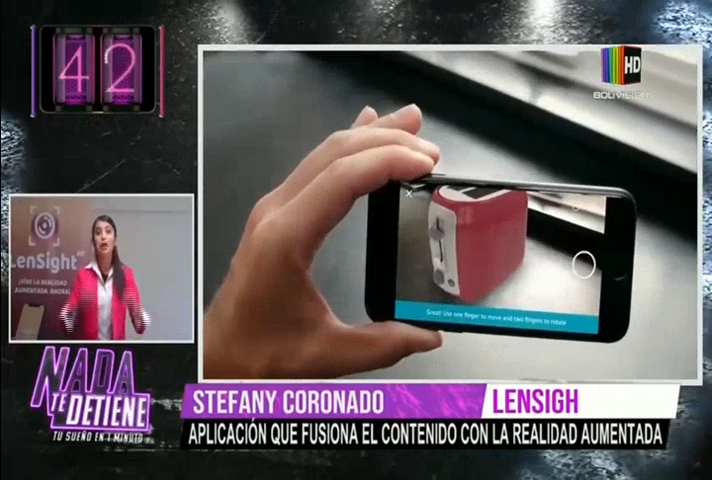 42
HD
BOLIVISION
LenSight
¡VIVE LA REALIDAD
AUMENTADA AHORA!
Great! Use one finger to move and two fingers to rotate
NADA
TE DETIENE
TU SUEÑO EN 1 MINUTO
STEFANY CORONADO
LENSIGH
APLICACIÓN QUE FUSIONA EL CONTENIDO CON LA REALIDAD AUMENTADA